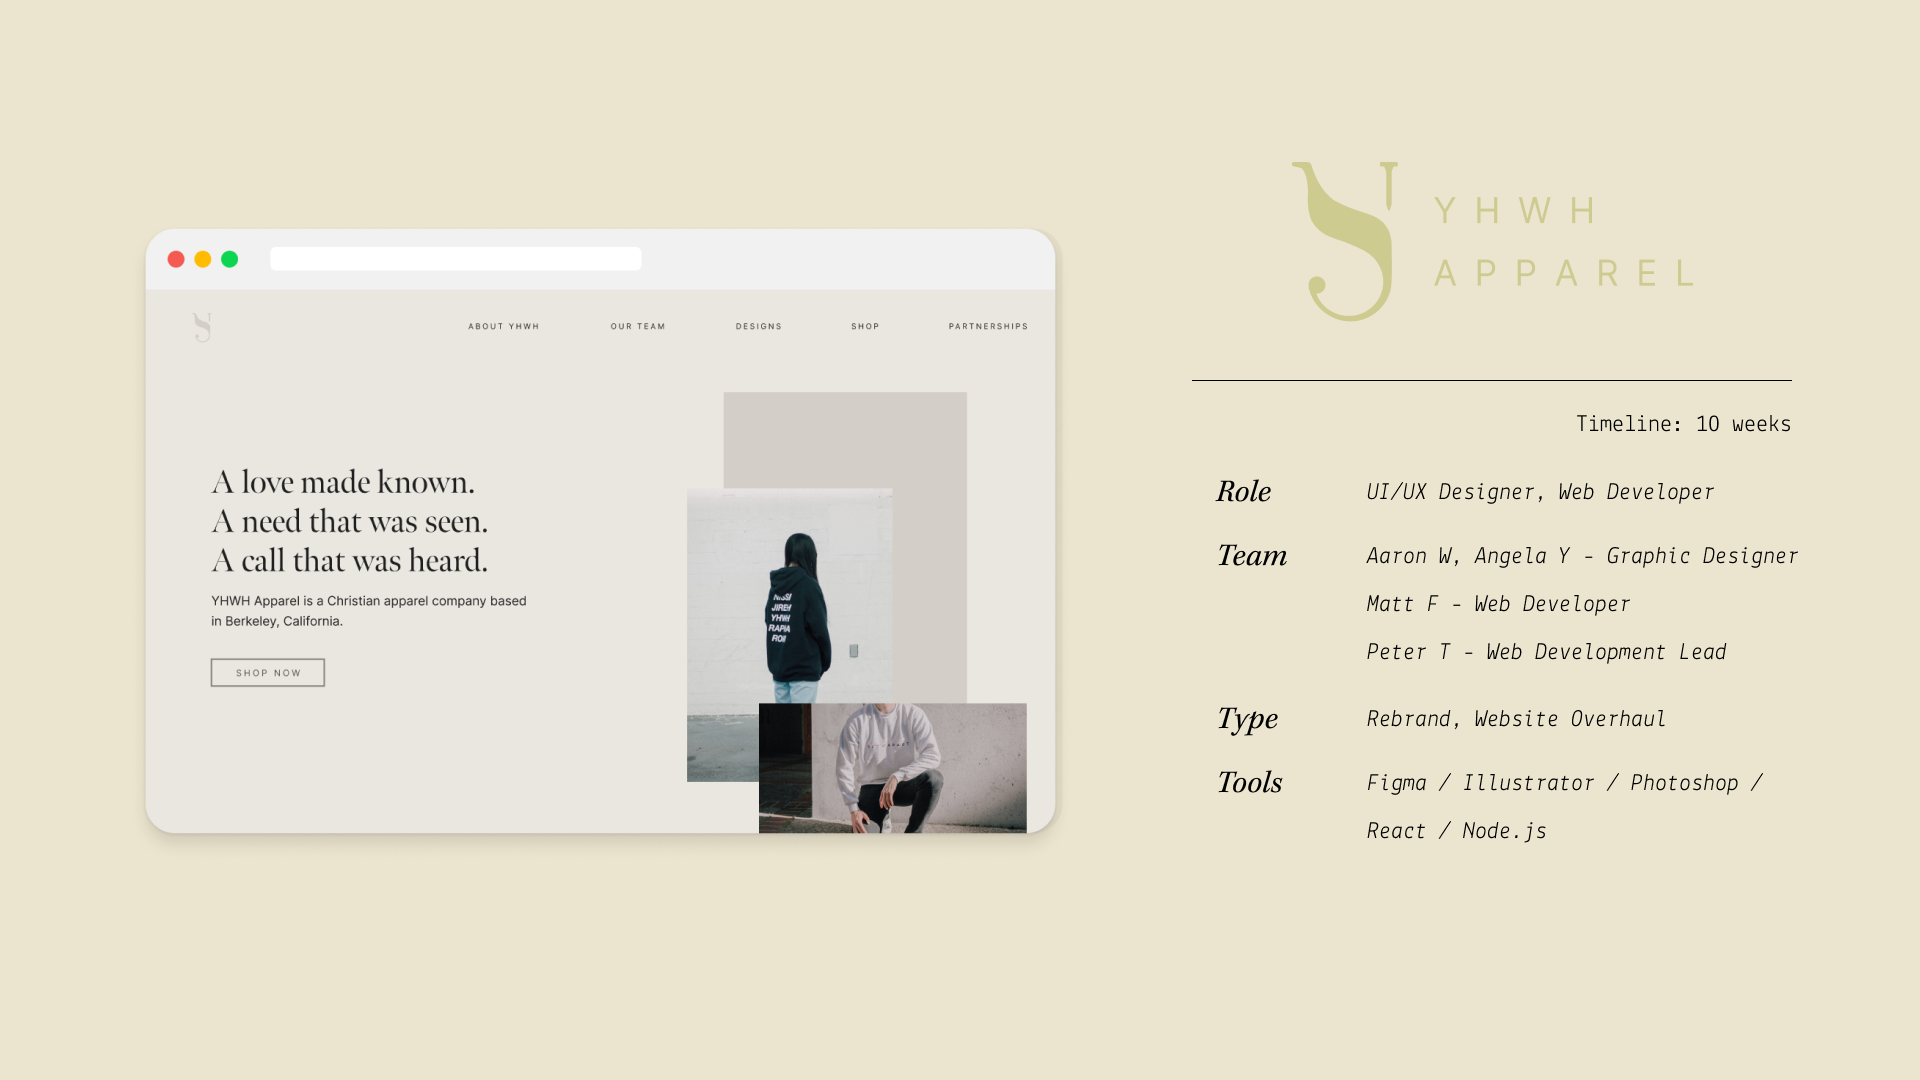 ABOUT YHWH OUR TEAM DESIGNS SHOP PARTNERSHIPS
A love made known.
A need that was seen.
A call that was heard.
YHWH Apparel is a Christian apparel company based
in Berkeley, California.
SHOP NOW
NISSI
JIREH
YHWH
RAPHA
ROII
YHWH
APPAREL
Timeline: 10 weeks
Role UI/UX Designer, Web Developer
Team Aaron W, Angela Y - Graphic Designer
Matt F - Web Developer
Peter T - Web Development Lead
Type Rebrand, Website Overhaul
Tools Figma / Illustrator / Photoshop /
React / Node.js